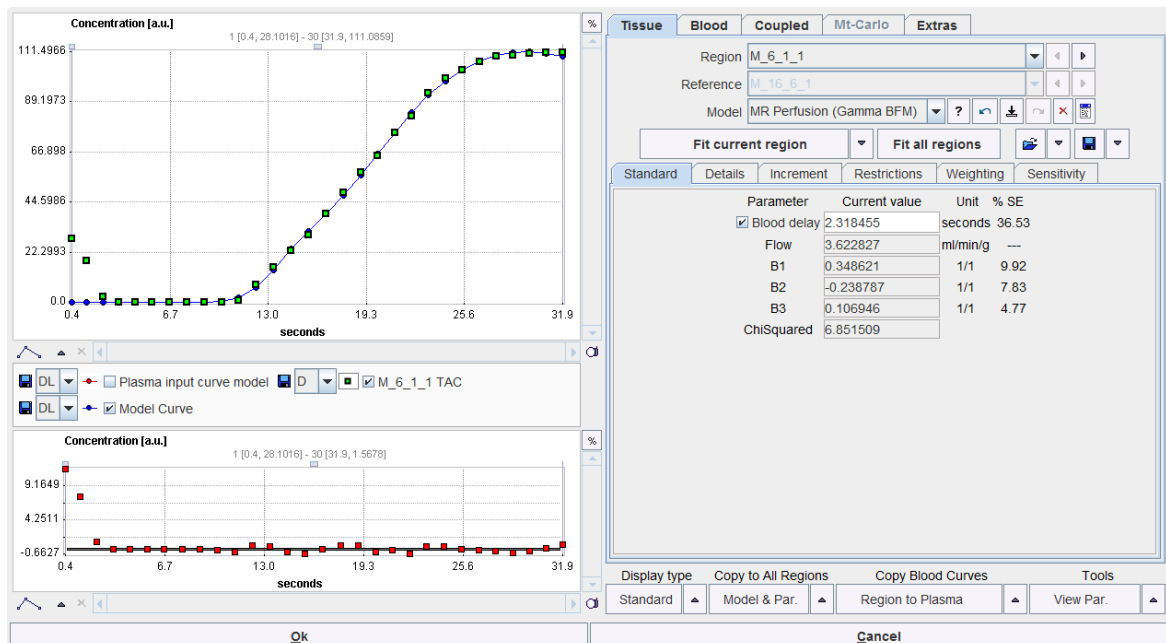 Concentration [a.u.]
1 [0.4, 28.1016] - 30 [31.9, 111.0859]
%
111.4966
89.1973
66.898
44.5986
22.2993
0.0
0.4 6.7 13.0 19.3 25.6 31.9
seconds
DL Plasma input curve model D M_6_1_1 TAC
DL Model Curve
Concentration [a.u.]
1 [0.4, 28.1016] - 30 [31.9, 1.5678]
%
9.1649
4.2511
-0.6627
0.4 6.7 13.0 19.3 25.6 31.9
seconds
Ok
Tissue Blood Coupled Mt-Carlo Extras
Region M_6_1_1
Reference M_16_6_1
Model MR Perfusion (Gamma BFM) ?
Fit current region Fit all regions
Standard Details Increment Restrictions Weighting Sensitivity
Parameter Current value Unit % SE
Blood delay 2.318455 seconds 36.53
Flow 3.622827 ml/min/g ---
B1 0.348621 1/1 9.92
B2 -0.238787 1/1 7.83
B3 0.106946 1/1 4.77
ChiSquared 6.851509
Display type Copy to All Regions Copy Blood Curves Tools
Standard Model & Par. Region to Plasma View Par.
Cancel